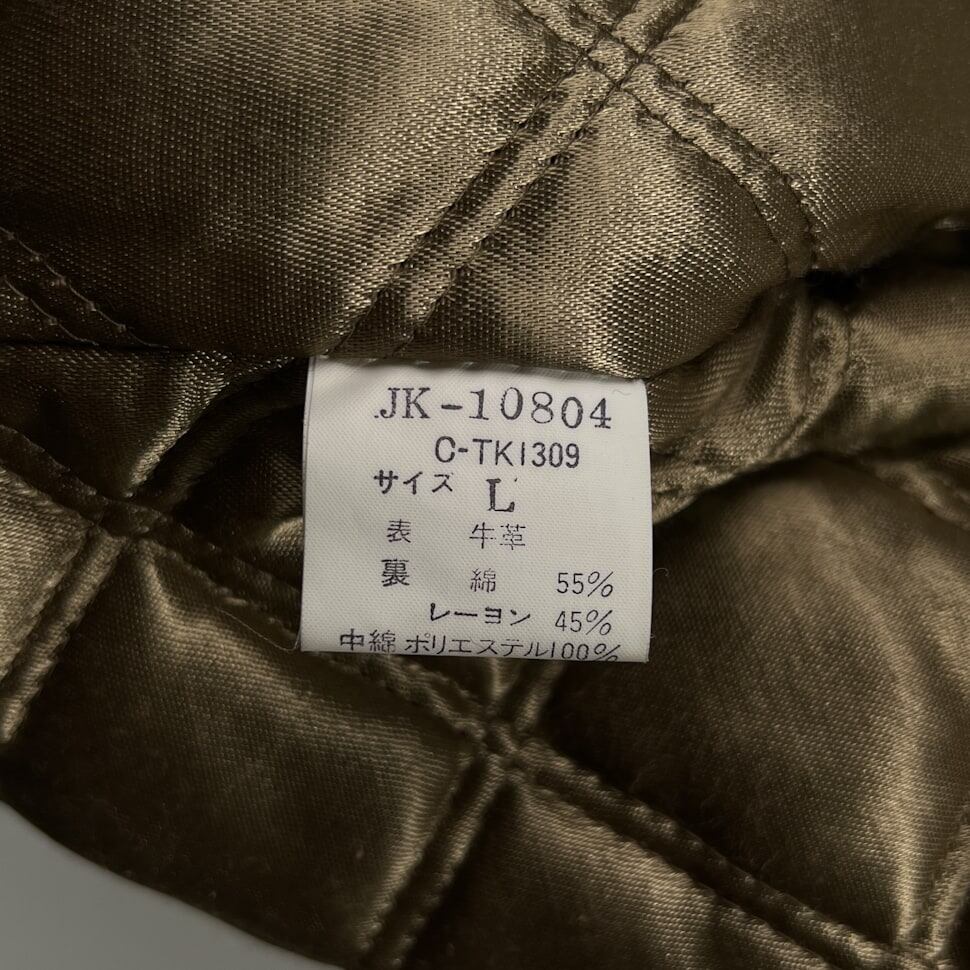 JK-10804
C-TK1309
サイズ L
表 牛革
裏 綿 55%
レーヨン 45%
中綿 ポリエステル100%